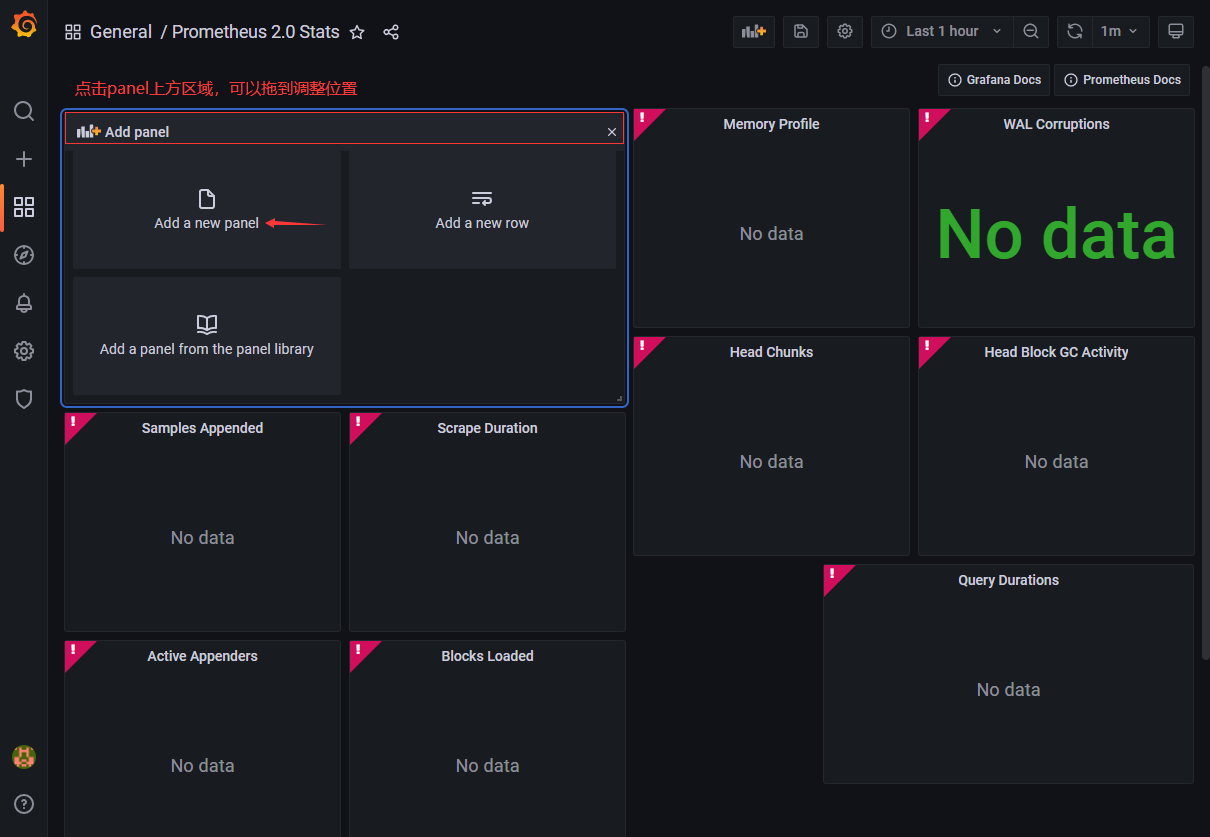 General / Prometheus 2.0 Stats
Last 1 hour
1m
点击panel上方区域，可以拖到调整位置
Grafana Docs
Prometheus Docs
Add panel
Add a new panel
Add a new row
Add a panel from the panel library
Memory Profile
No data
WAL Corruptions
No data
Head Chunks
No data
Head Block GC Activity
No data
Samples Appended
No data
Scrape Duration
No data
Query Durations
No data
Active Appenders
No data
Blocks Loaded
No data